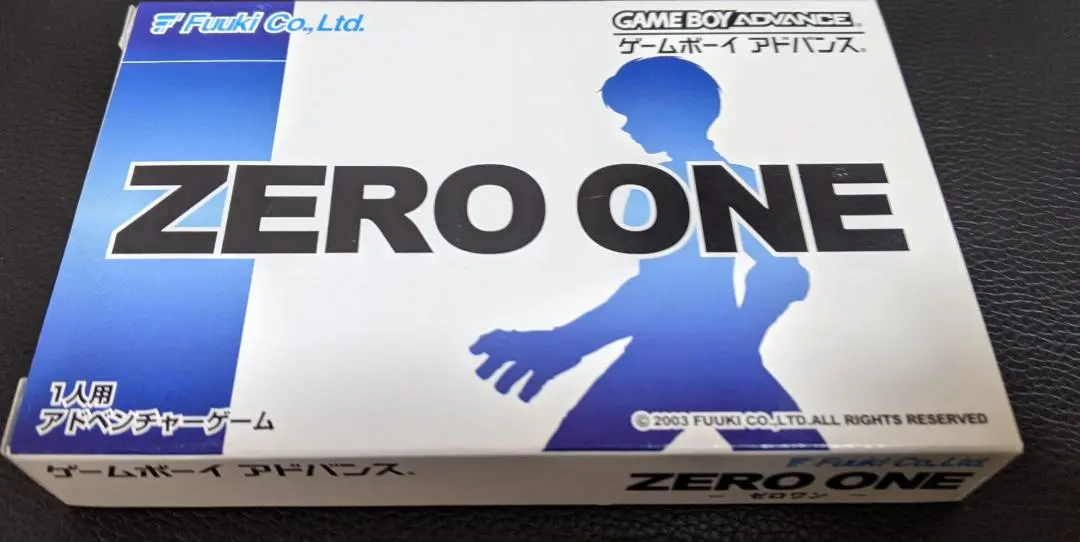 Fuuki Co., Ltd.
GAME BOY ADVANCE
ゲームボーイ アドバンス®
ZERO ONE
1人用
アドベンチャーゲーム
© 2003 FUUKI CO.,LTD.ALL RIGHTS RESERVED
ゲームボーイ アドバンス®
Fuuki Co., Ltd.
ZERO ONE
— ゼロワン —